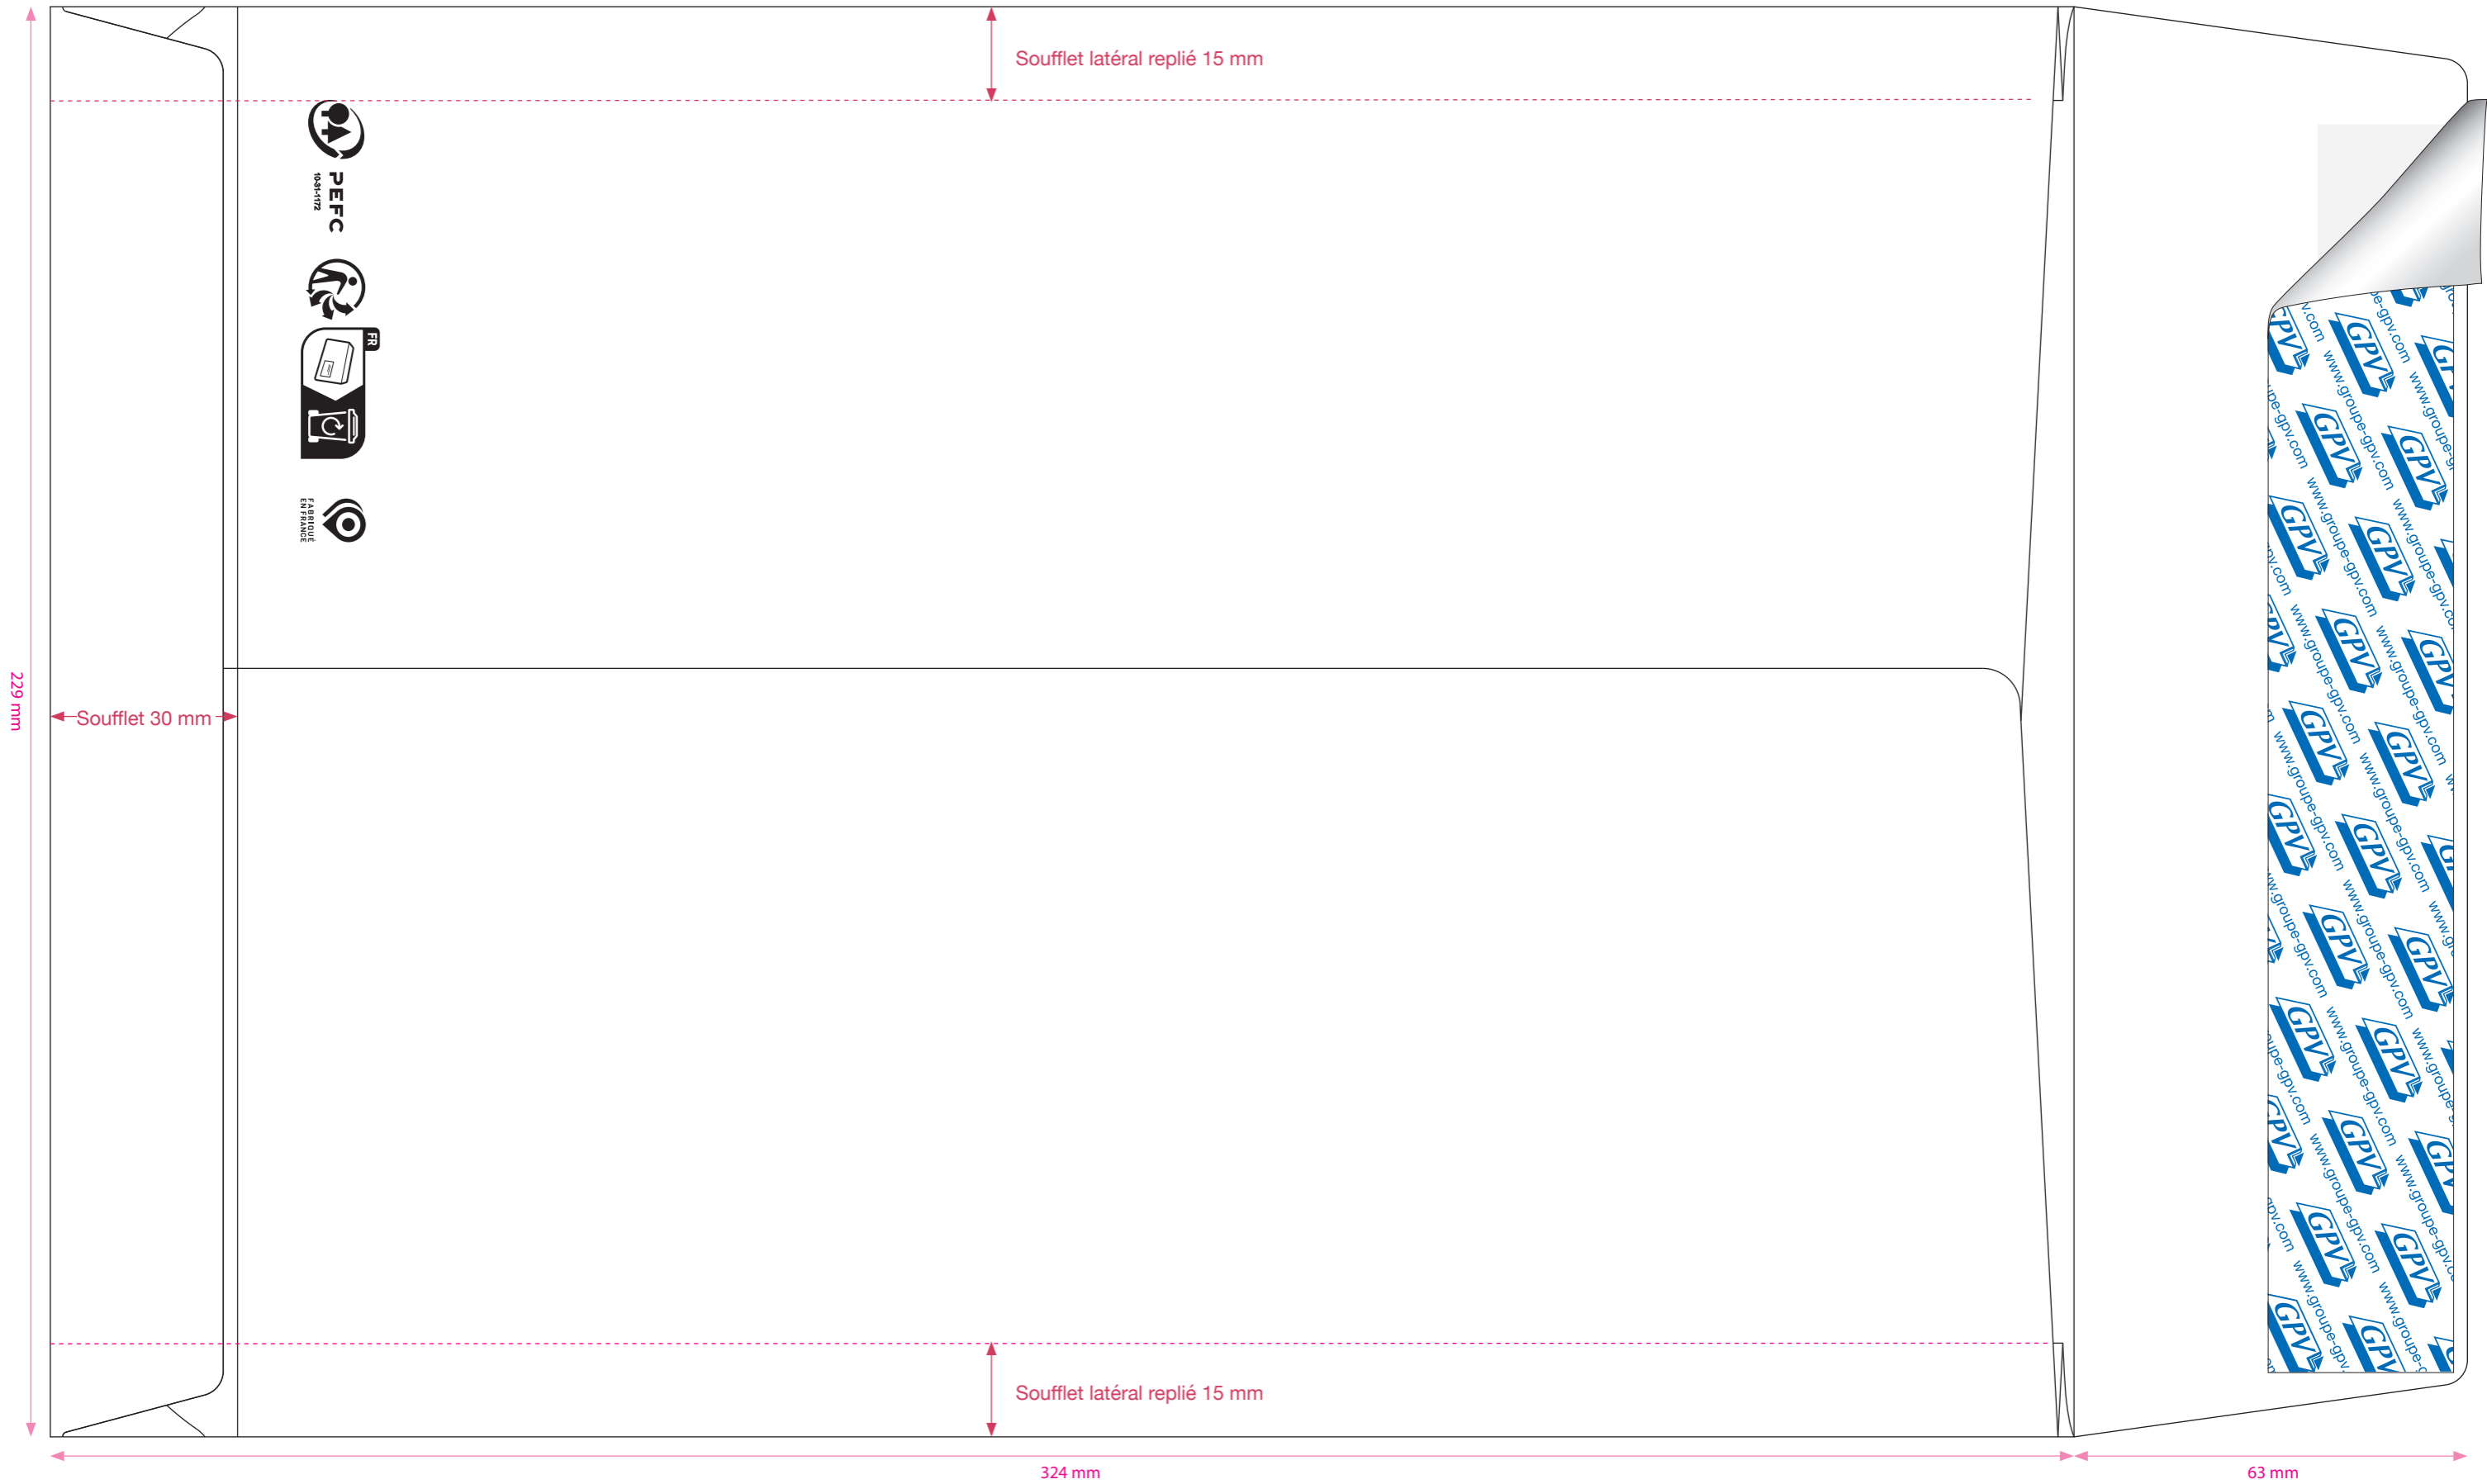 Soufflet latéral replié 15 mm
PEFC
10-31-1172
FR
FABRIQUÉ
EN FRANCE
229 mm
Soufflet 30 mm
Soufflet latéral replié 15 mm
324 mm
63 mm
GPV
www.groupe-gpv.com